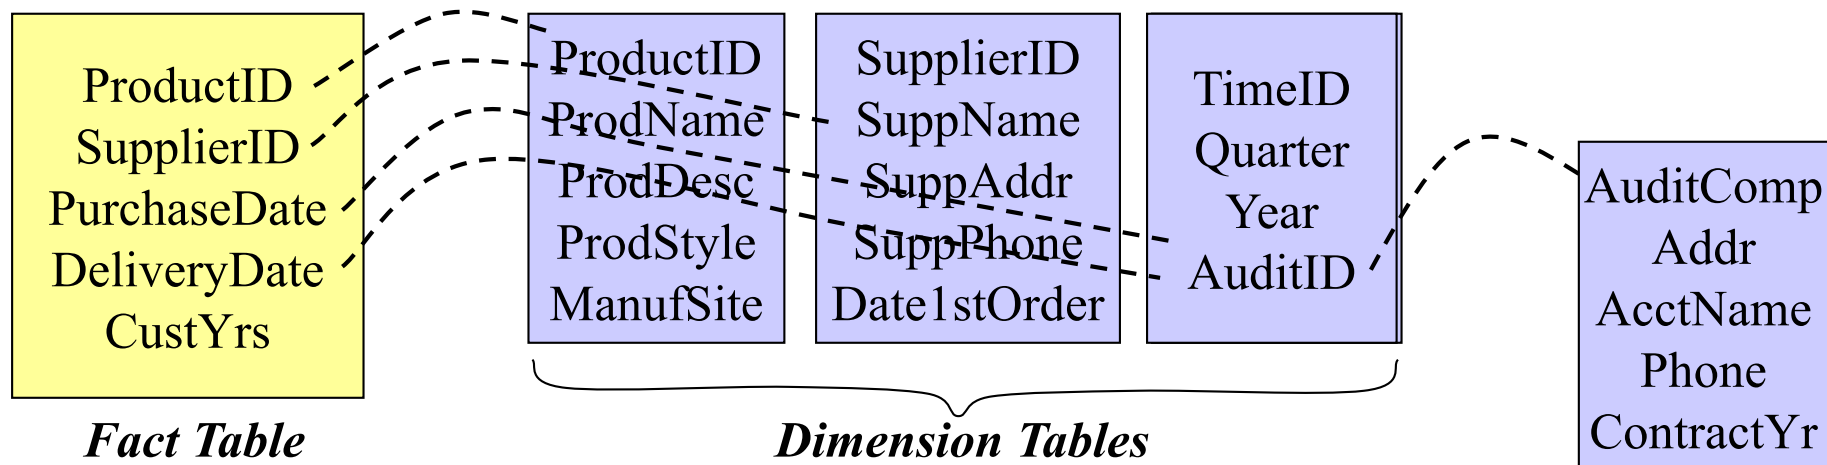 ProductID
SupplierID
PurchaseDate
DeliveryDate
CustYrs
Fact Table
ProductID
ProdName
ProdDesc
ProdStyle
ManufSite
SupplierID
SuppName
SuppAddr
SuppPhone
Date1stOrder
TimeID
Quarter
Year
AuditID
Dimension Tables
AuditComp
Addr
AcctName
Phone
ContractYr